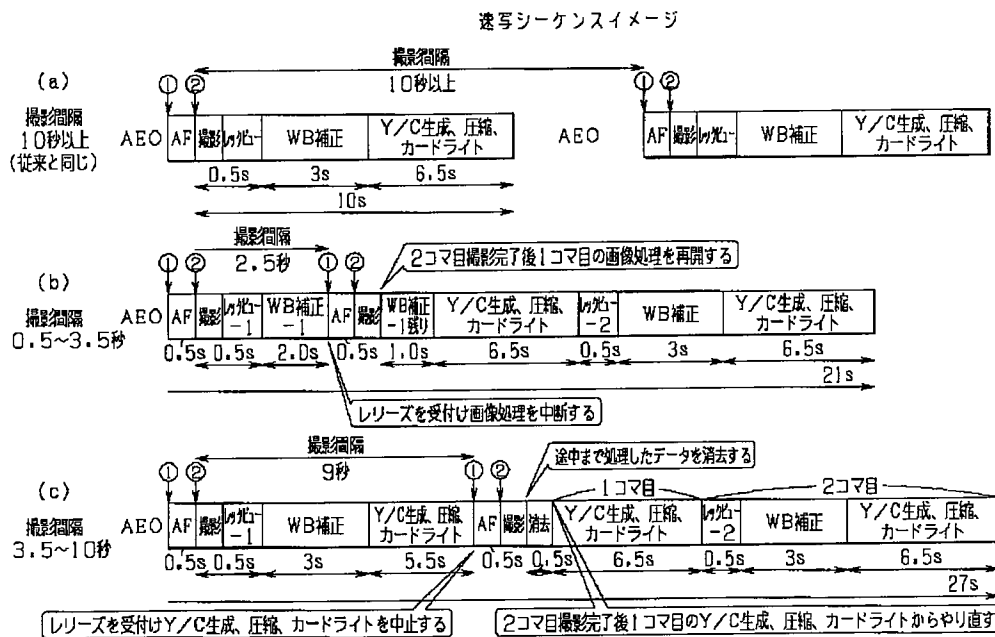 速写シーケンスイメージ
(a)
撮影間隔
10秒以上
(従来と同じ)
撮影間隔
10秒以上
① ② ① ②
AEO AF 撮影 レックビュー WB補正 Y/C生成、圧縮、カードライト AEO AF 撮影 レックビュー WB補正 Y/C生成、圧縮、カードライト
0.5s 3s 6.5s
10s
(b)
撮影間隔
0.5~3.5秒
撮影間隔
2.5秒
① ② ① ②
2コマ目撮影完了後1コマ目の画像処理を再開する
AEO AF 撮影 レックビュー-1 WB補正-1 AF 撮影 WB補正-1残り Y/C生成、圧縮、カードライト レックビュー-2 WB補正 Y/C生成、圧縮、カードライト
0.5s 0.5s 2.0s 0.5s 1.0s 6.5s 0.5s 3s 6.5s
21s
レリーズを受付け画像処理を中断する
(c)
撮影間隔
3.5~10秒
撮影間隔
9秒
① ② ① ②
途中まで処理したデータを消去する
1コマ目 2コマ目
AEO AF 撮影 レックビュー-1 WB補正 Y/C生成、圧縮、カードライト AF 撮影 消去 Y/C生成、圧縮、カードライト レックビュー-2 WB補正 Y/C生成、圧縮、カードライト
0.5s 0.5s 3s 5.5s 0.5s 0.5s 6.5s 0.5s 3s 6.5s
27s
レリーズを受付けY/C生成、圧縮、カードライトを中止する
2コマ目撮影完了後1コマ目のY/C生成、圧縮、カードライトからやり直す